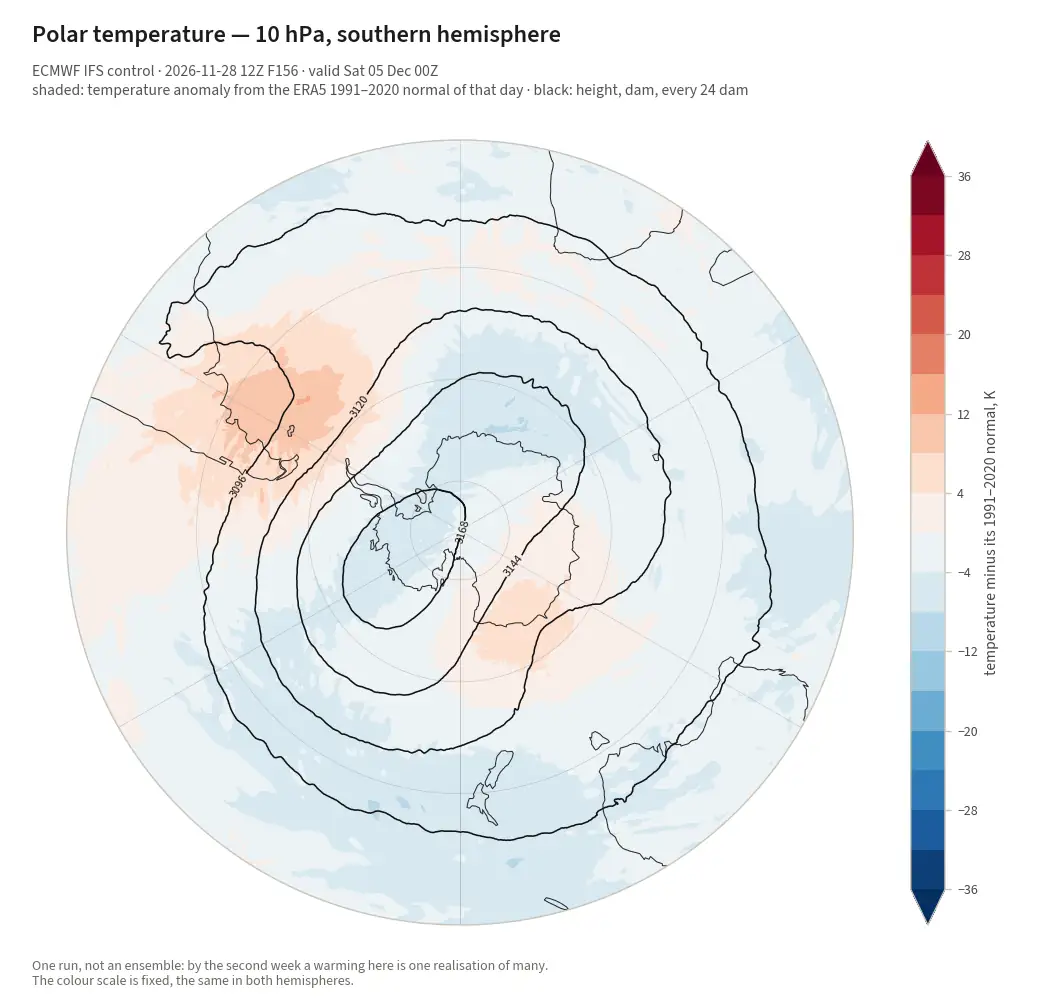 Polar temperature — 10 hPa, southern hemisphere
ECMWF IFS control · 2026-11-28 12Z F156 · valid Sat 05 Dec 00Z
shaded: temperature anomaly from the ERA5 1991–2020 normal of that day · black: height, dam, every 24 dam
36
28
20
12
4
−4
−12
−20
−28
−36
temperature minus its 1991–2020 normal, K
3120
3096
3168
3144
One run, not an ensemble: by the second week a warming here is one realisation of many.
The colour scale is fixed, the same in both hemispheres.